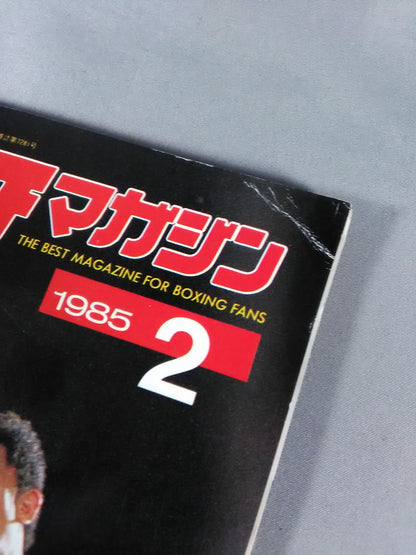 マガジン
THE BEST MAGAZINE FOR BOXING FANS
1985 2